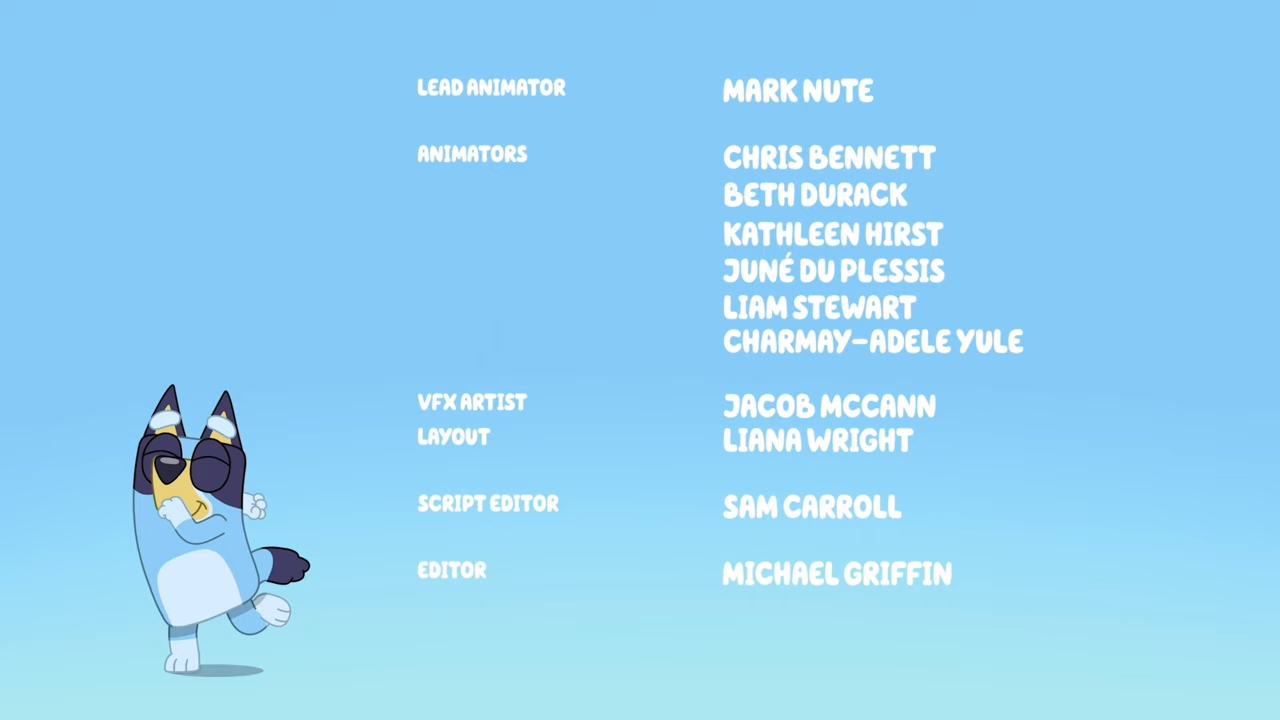 LEAD ANIMATOR MARK NUTE
ANIMATORS CHRIS BENNETT
BETH DURACK
KATHLEEN HIRST
JUNÉ DU PLESSIS
LIAM STEWART
CHARMAY-ADELE YULE
VFX ARTIST JACOB MCCANN
LAYOUT LIANA WRIGHT
SCRIPT EDITOR SAM CARROLL
EDITOR MICHAEL GRIFFIN